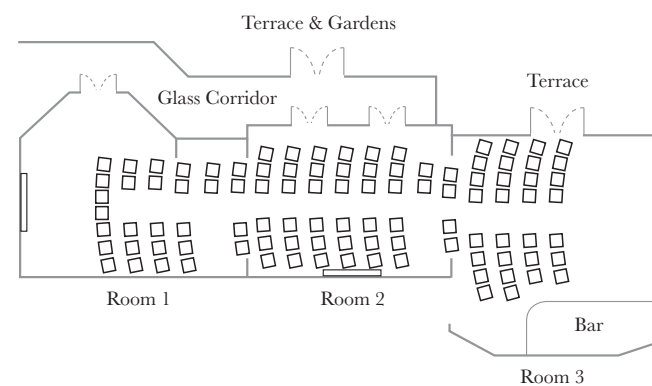 Terrace & Gardens
Terrace
Glass Corridor
Room 1
Room 2
Bar
Room 3